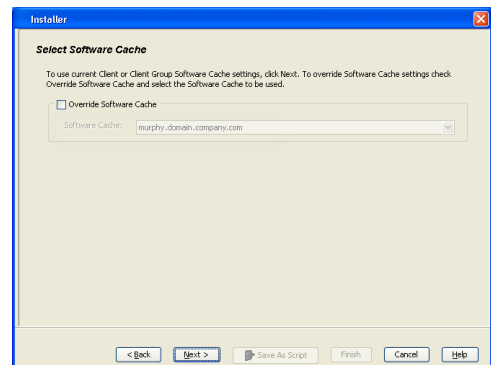 Installer
Select Software Cache
To use current Client or Client Group Software Cache settings, click Next. To override Software Cache settings check
Override Software Cache and select the Software Cache to be used.
Override Software Cache
Software Cache: murphy.domain.company.com
< Back Next > Save As Script Finish Cancel Help